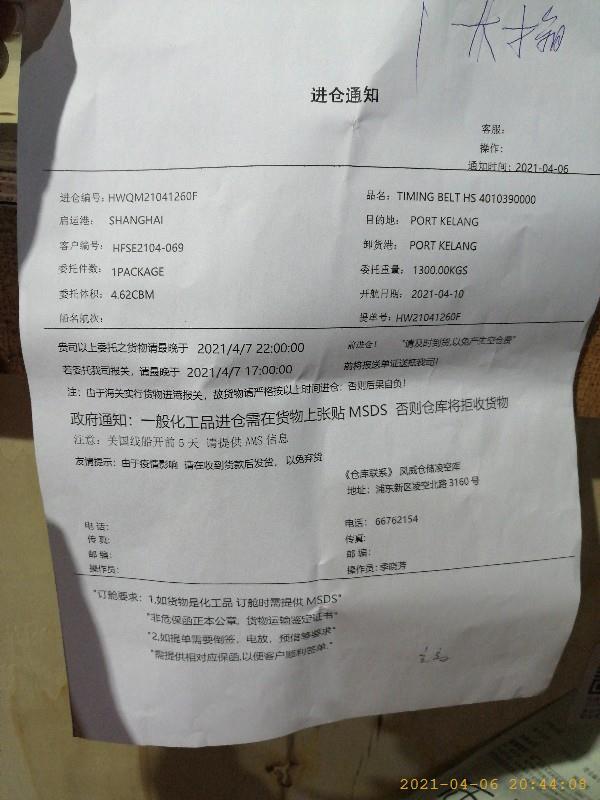 进仓通知
客服:
操作:
通知时间: 2021-04-06
进仓编号: HWQM21041260F 品名: TIMING BELT HS 4010390000
启运港: SHANGHAI 目的地: PORT KELANG
客户编号: HFSE2104-069 卸货港: PORT KELANG
委托件数: 1PACKAGE 委托重量: 1300.00KGS
委托体积: 4.62CBM 开航日期: 2021-04-10
船名航次: 提单号: HW21041260F
贵司以上委托之货物请最晚于 2021/4/7 22:00:00 前进仓! "请及时到货,以免产生空仓费"
若委托我司报关，请最晚于 2021/4/7 17:00:00 前将报关单证送抵我司!!
注：由于海关实行货物进港报关，故货物请严格按以上时间进仓，否则后果自负！
政府通知：一般化工品进仓需在货物上张贴 MSDS 否则仓库将拒收货物
注意：美国线船开前 5 天 请提供 AMS 信息
友情提示：由于疫情影响 请在收到货款后发货，以免弃货
《仓库联系》 风威仓储凌空库
地址：浦东新区凌空北路 3160 号
电话: 电话: 66762154
传真: 传真:
邮编: 邮编:
操作员: 操作员: 李晓芳
"订舱要求: 1,如货物是化工品 订舱时需提供 MSDS"
"非危保函正本公章，货物运输鉴定证书"
"2,如提单需要倒签，电放，预借等要求"
"需提供相对应保函,以便客户顺利签单."
2021-04-06 20:44:08